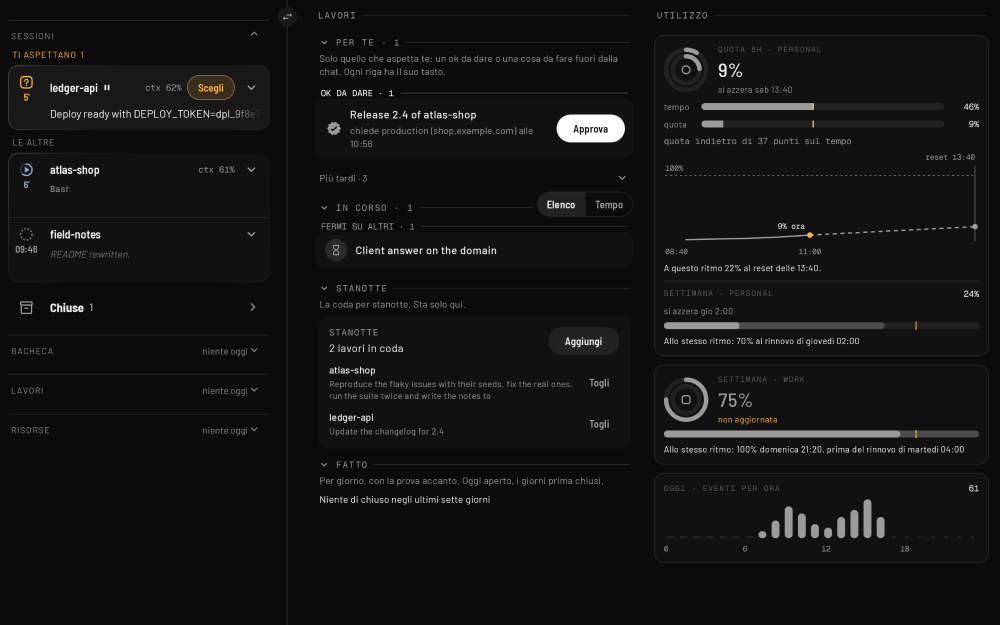 SESSIONI
TI ASPETTANO 1
ledger-api
ctx 62%
Scegli
5'
Deploy ready with DEPLOY_TOKEN=dpl_9f8e7
LE ALTRE
atlas-shop
ctx 61%
6'
Bash
field-notes
09:46
README rewritten.
Chiuse 1
BACHECA
niente oggi
LAVORI
niente oggi
RISORSE
niente oggi
LAVORI
PER TE · 1
Solo quello che aspetta te: un ok da dare o una cosa da fare fuori dalla
chat. Ogni riga ha il suo tasto.
OK DA DARE · 1
Release 2.4 of atlas-shop
chiede production (shop.example.com) alle
10:56
Approva
Più tardi · 3
IN CORSO · 1
Elenco
Tempo
FERMI SU ALTRI · 1
Client answer on the domain
STANOTTE
La coda per stanotte. Sta solo qui.
STANOTTE
2 lavori in coda
Aggiungi
atlas-shop
Reproduce the flaky issues with their seeds, fix the real ones,
run the suite twice and write the notes to
Togli
ledger-api
Update the changelog for 2.4
Togli
FATTO
Per giorno, con la prova accanto. Oggi aperto, i giorni prima chiusi.
Niente di chiuso negli ultimi sette giorni
UTILIZZO
QUOTA 5H · PERSONAL
9%
si azzera sab 13:40
tempo
46%
quota
9%
quota indietro di 37 punti sul tempo
reset 13:40
100%
9% ora
08:40
11:00
A questo ritmo 22% al reset delle 13:40.
SETTIMANA · PERSONAL
24%
si azzera gio 2:00
Allo stesso ritmo: 70% al rinnovo di giovedì 02:00
SETTIMANA · WORK
75%
non aggiornata
Allo stesso ritmo: 100% domenica 21:20, prima del rinnovo di martedì 04:00
OGGI · EVENTI PER ORA
61
0
6
12
18